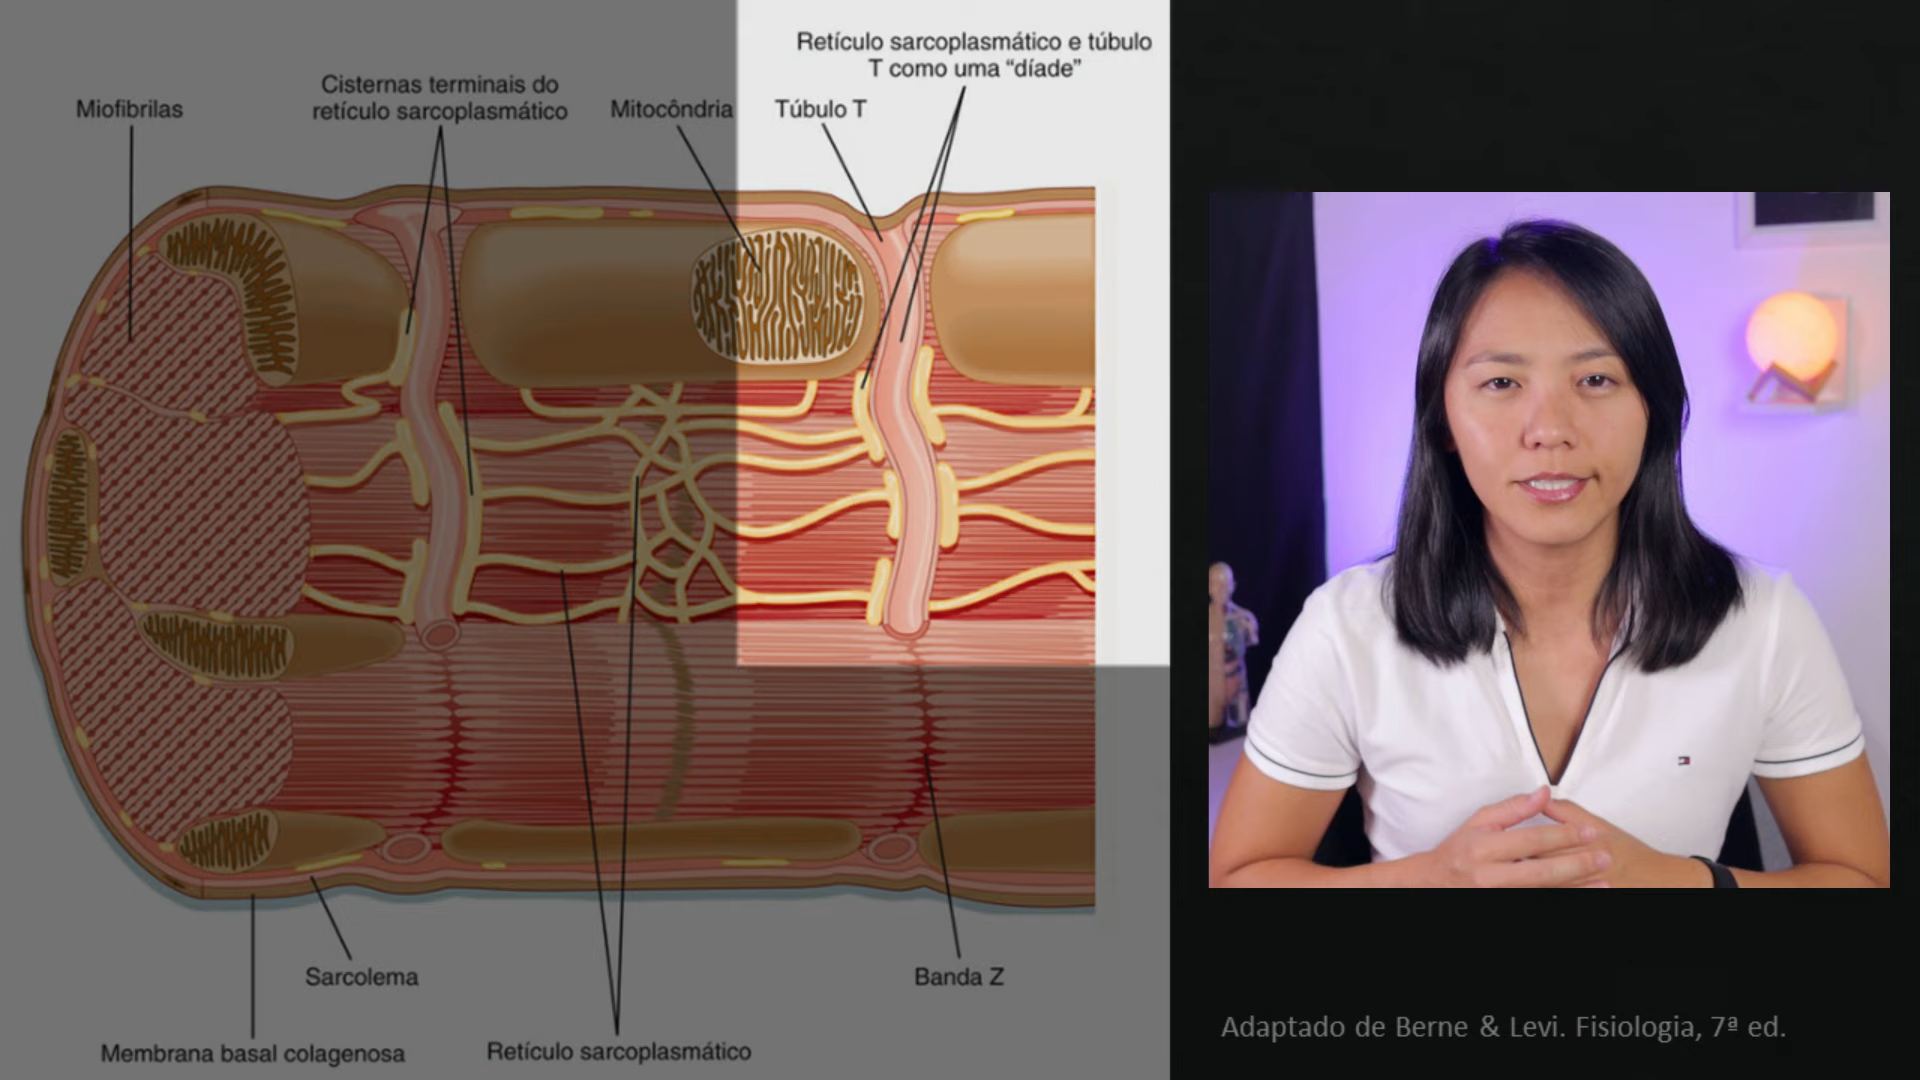 Retículo sarcoplasmático e túbulo
T como uma “díade”
Cisternas terminais do
retículo sarcoplasmático
Miofibrilas
Mitocôndria
Túbulo T
Sarcolema
Banda Z
Membrana basal colagenosa
Retículo sarcoplasmático
Adaptado de Berne & Levi. Fisiologia, 7ª ed.